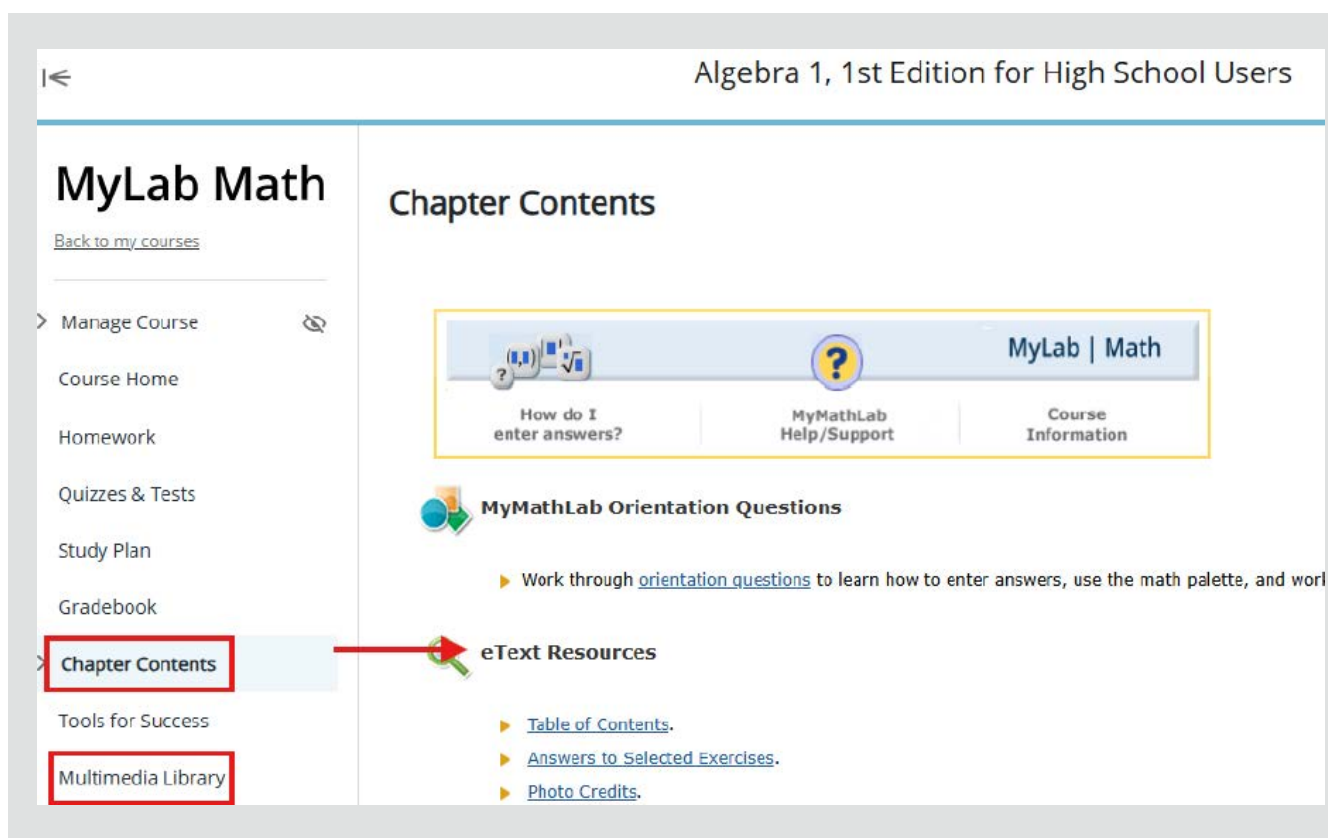 Algebra 1, 1st Edition for High School Users
MyLab Math
Back to my courses
Manage Course
Course Home
Homework
Quizzes & Tests
Study Plan
Gradebook
Chapter Contents
Tools for Success
Multimedia Library
Chapter Contents
MyLab | Math
How do I
enter answers?
MyMathLab
Help/Support
Course
Information
MyMathLab Orientation Questions
Work through orientation questions to learn how to enter answers, use the math palette, and worl
eText Resources
Table of Contents.
Answers to Selected Exercises.
Photo Credits.